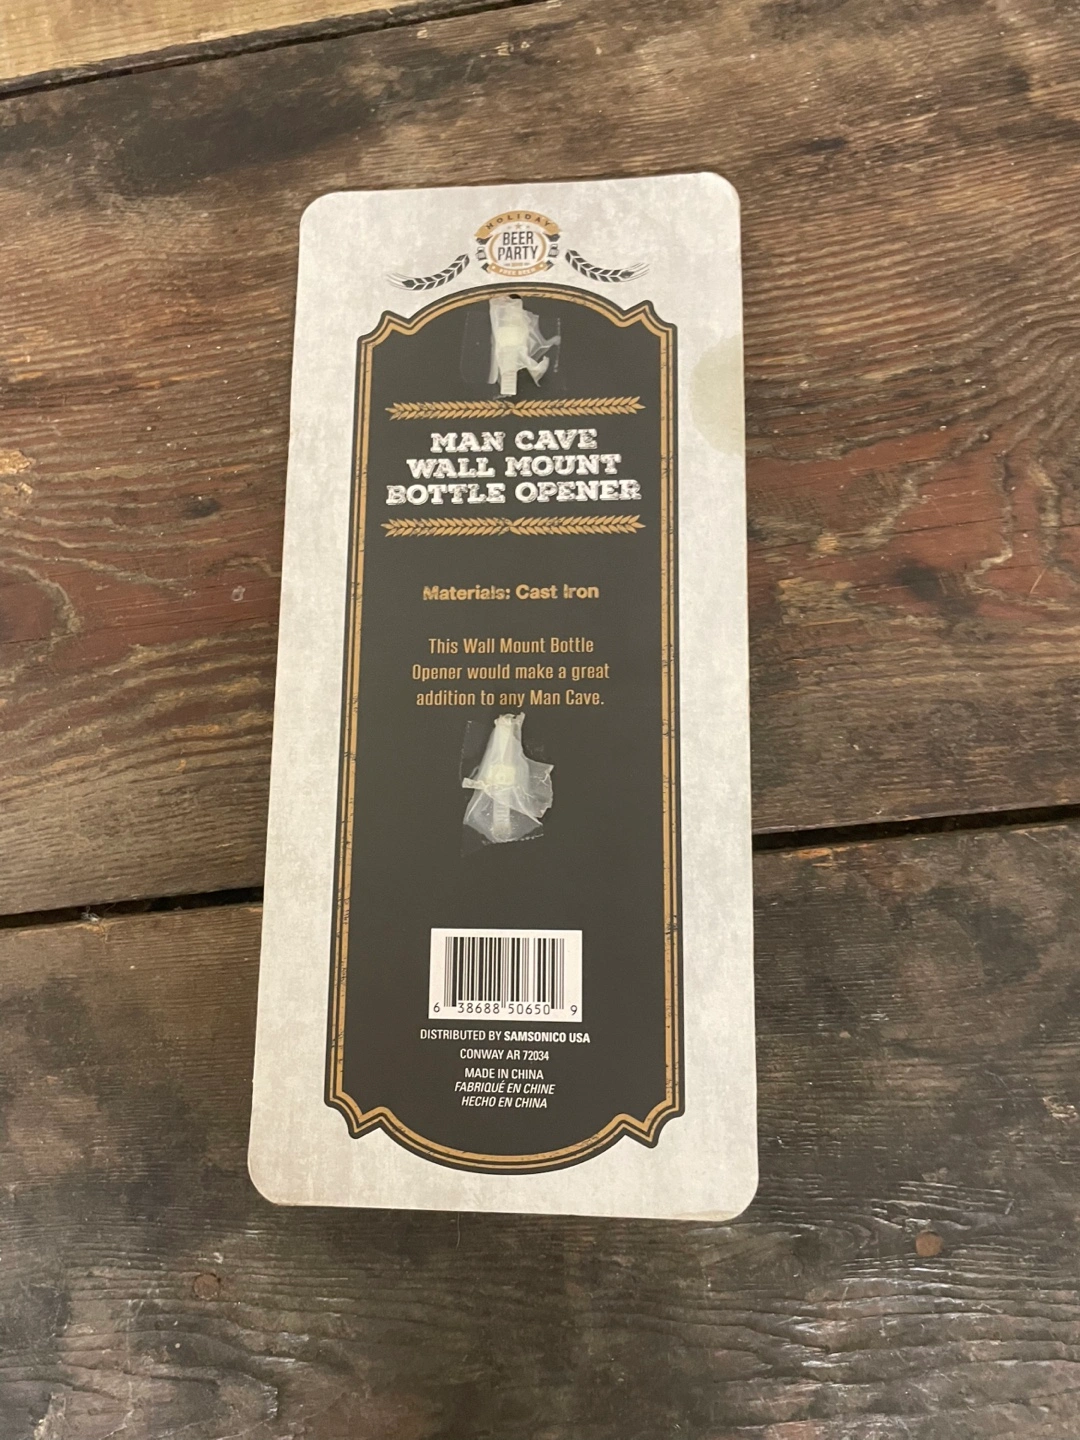 HOLIDAY
BEER
PARTY
FREE BEER
MAN CAVE
WALL MOUNT
BOTTLE OPENER
Materials: Cast Iron
This Wall Mount Bottle
Opener would make a great
addition to any Man Cave.
6 38688 50650 9
DISTRIBUTED BY SAMSONICO USA
CONWAY AR 72034
MADE IN CHINA
FABRIQUÉ EN CHINE
HECHO EN CHINA